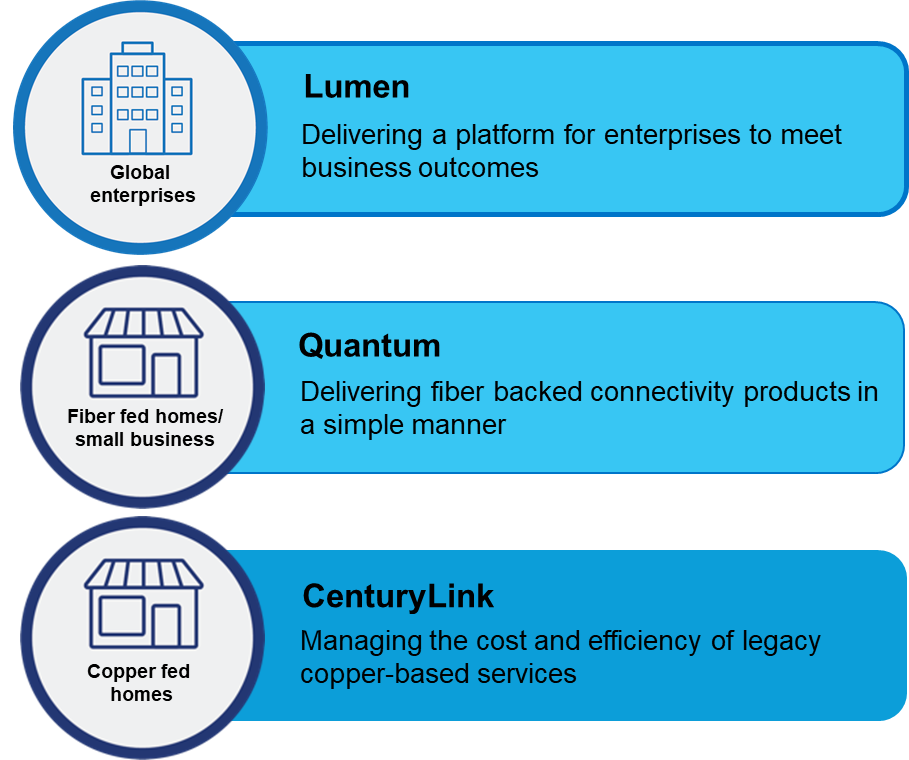 Global
enterprises
Lumen
Delivering a platform for enterprises to meet
business outcomes
Fiber fed homes/
small business
Quantum
Delivering fiber backed connectivity products in
a simple manner
Copper fed
homes
CenturyLink
Managing the cost and efficiency of legacy
copper-based services